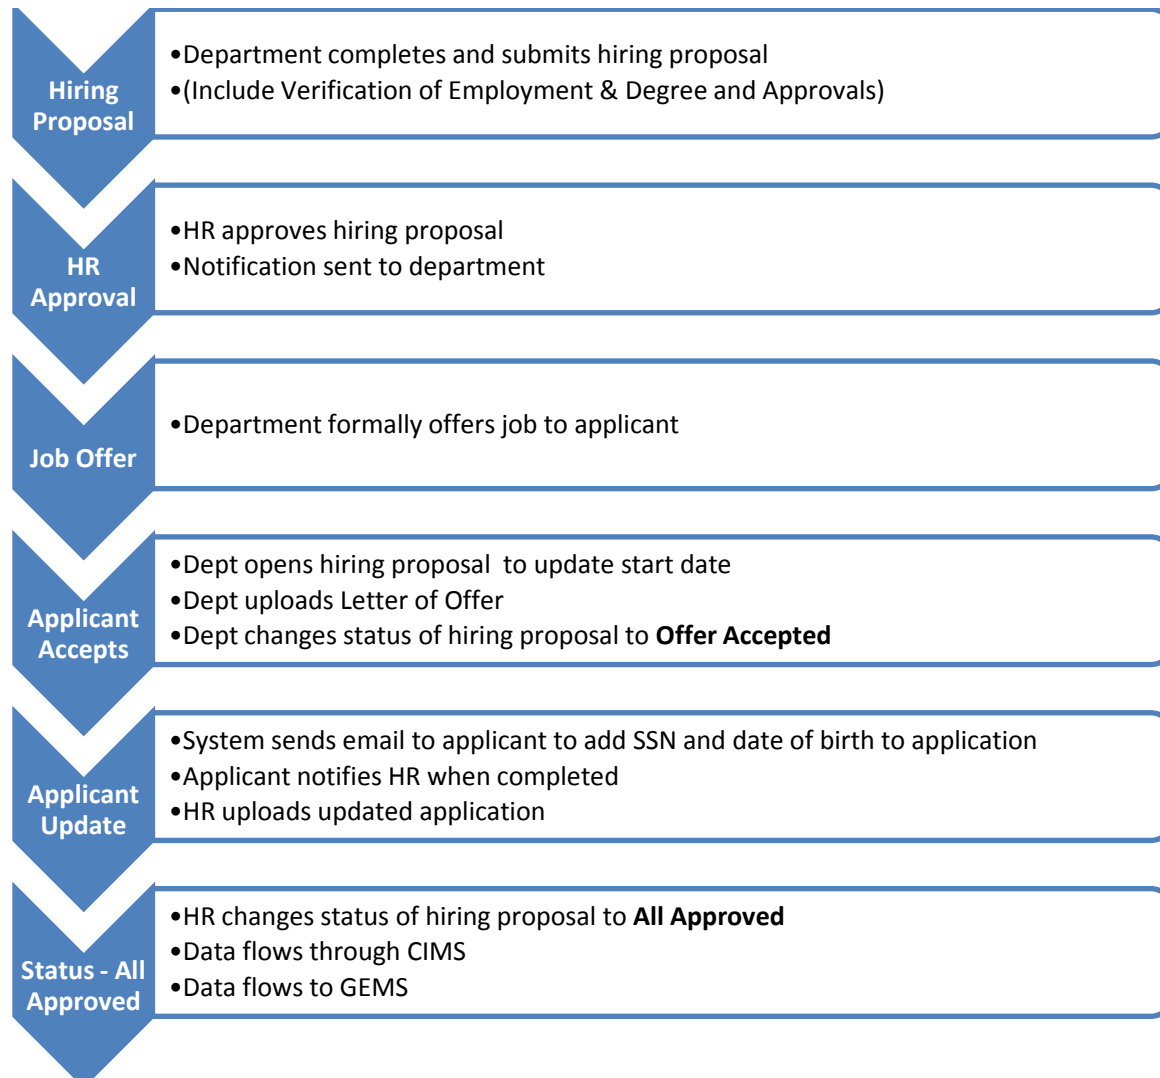 Hiring
Proposal
•Department completes and submits hiring proposal
•(Include Verification of Employment & Degree and Approvals)
HR
Approval
•HR approves hiring proposal
•Notification sent to department
Job Offer
•Department formally offers job to applicant
Applicant
Accepts
•Dept opens hiring proposal  to update start date
•Dept uploads Letter of Offer
•Dept changes status of hiring proposal to Offer Accepted
Applicant
Update
•System sends email to applicant to add SSN and date of birth to application
•Applicant notifies HR when completed
•HR uploads updated application
Status - All
Approved
•HR changes status of hiring proposal to All Approved
•Data flows through CIMS
•Data flows to GEMS